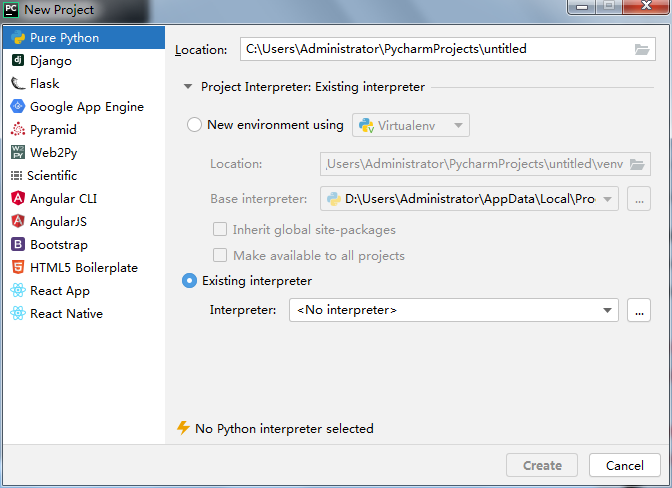 New Project
Pure Python
Django
Flask
Google App Engine
Pyramid
Web2Py
Scientific
Angular CLI
AngularJS
Bootstrap
HTML5 Boilerplate
React App
React Native
Location: C:\Users\Administrator\PycharmProjects\untitled
Project Interpreter: Existing interpreter
New environment using Virtualenv
Location: Users\Administrator\PycharmProjects\untitled\venv
Base interpreter: D:\Users\Administrator\AppData\Local\Pro ...
Inherit global site-packages
Make available to all projects
Existing interpreter
Interpreter: <No interpreter> ...
No Python interpreter selected
Create Cancel